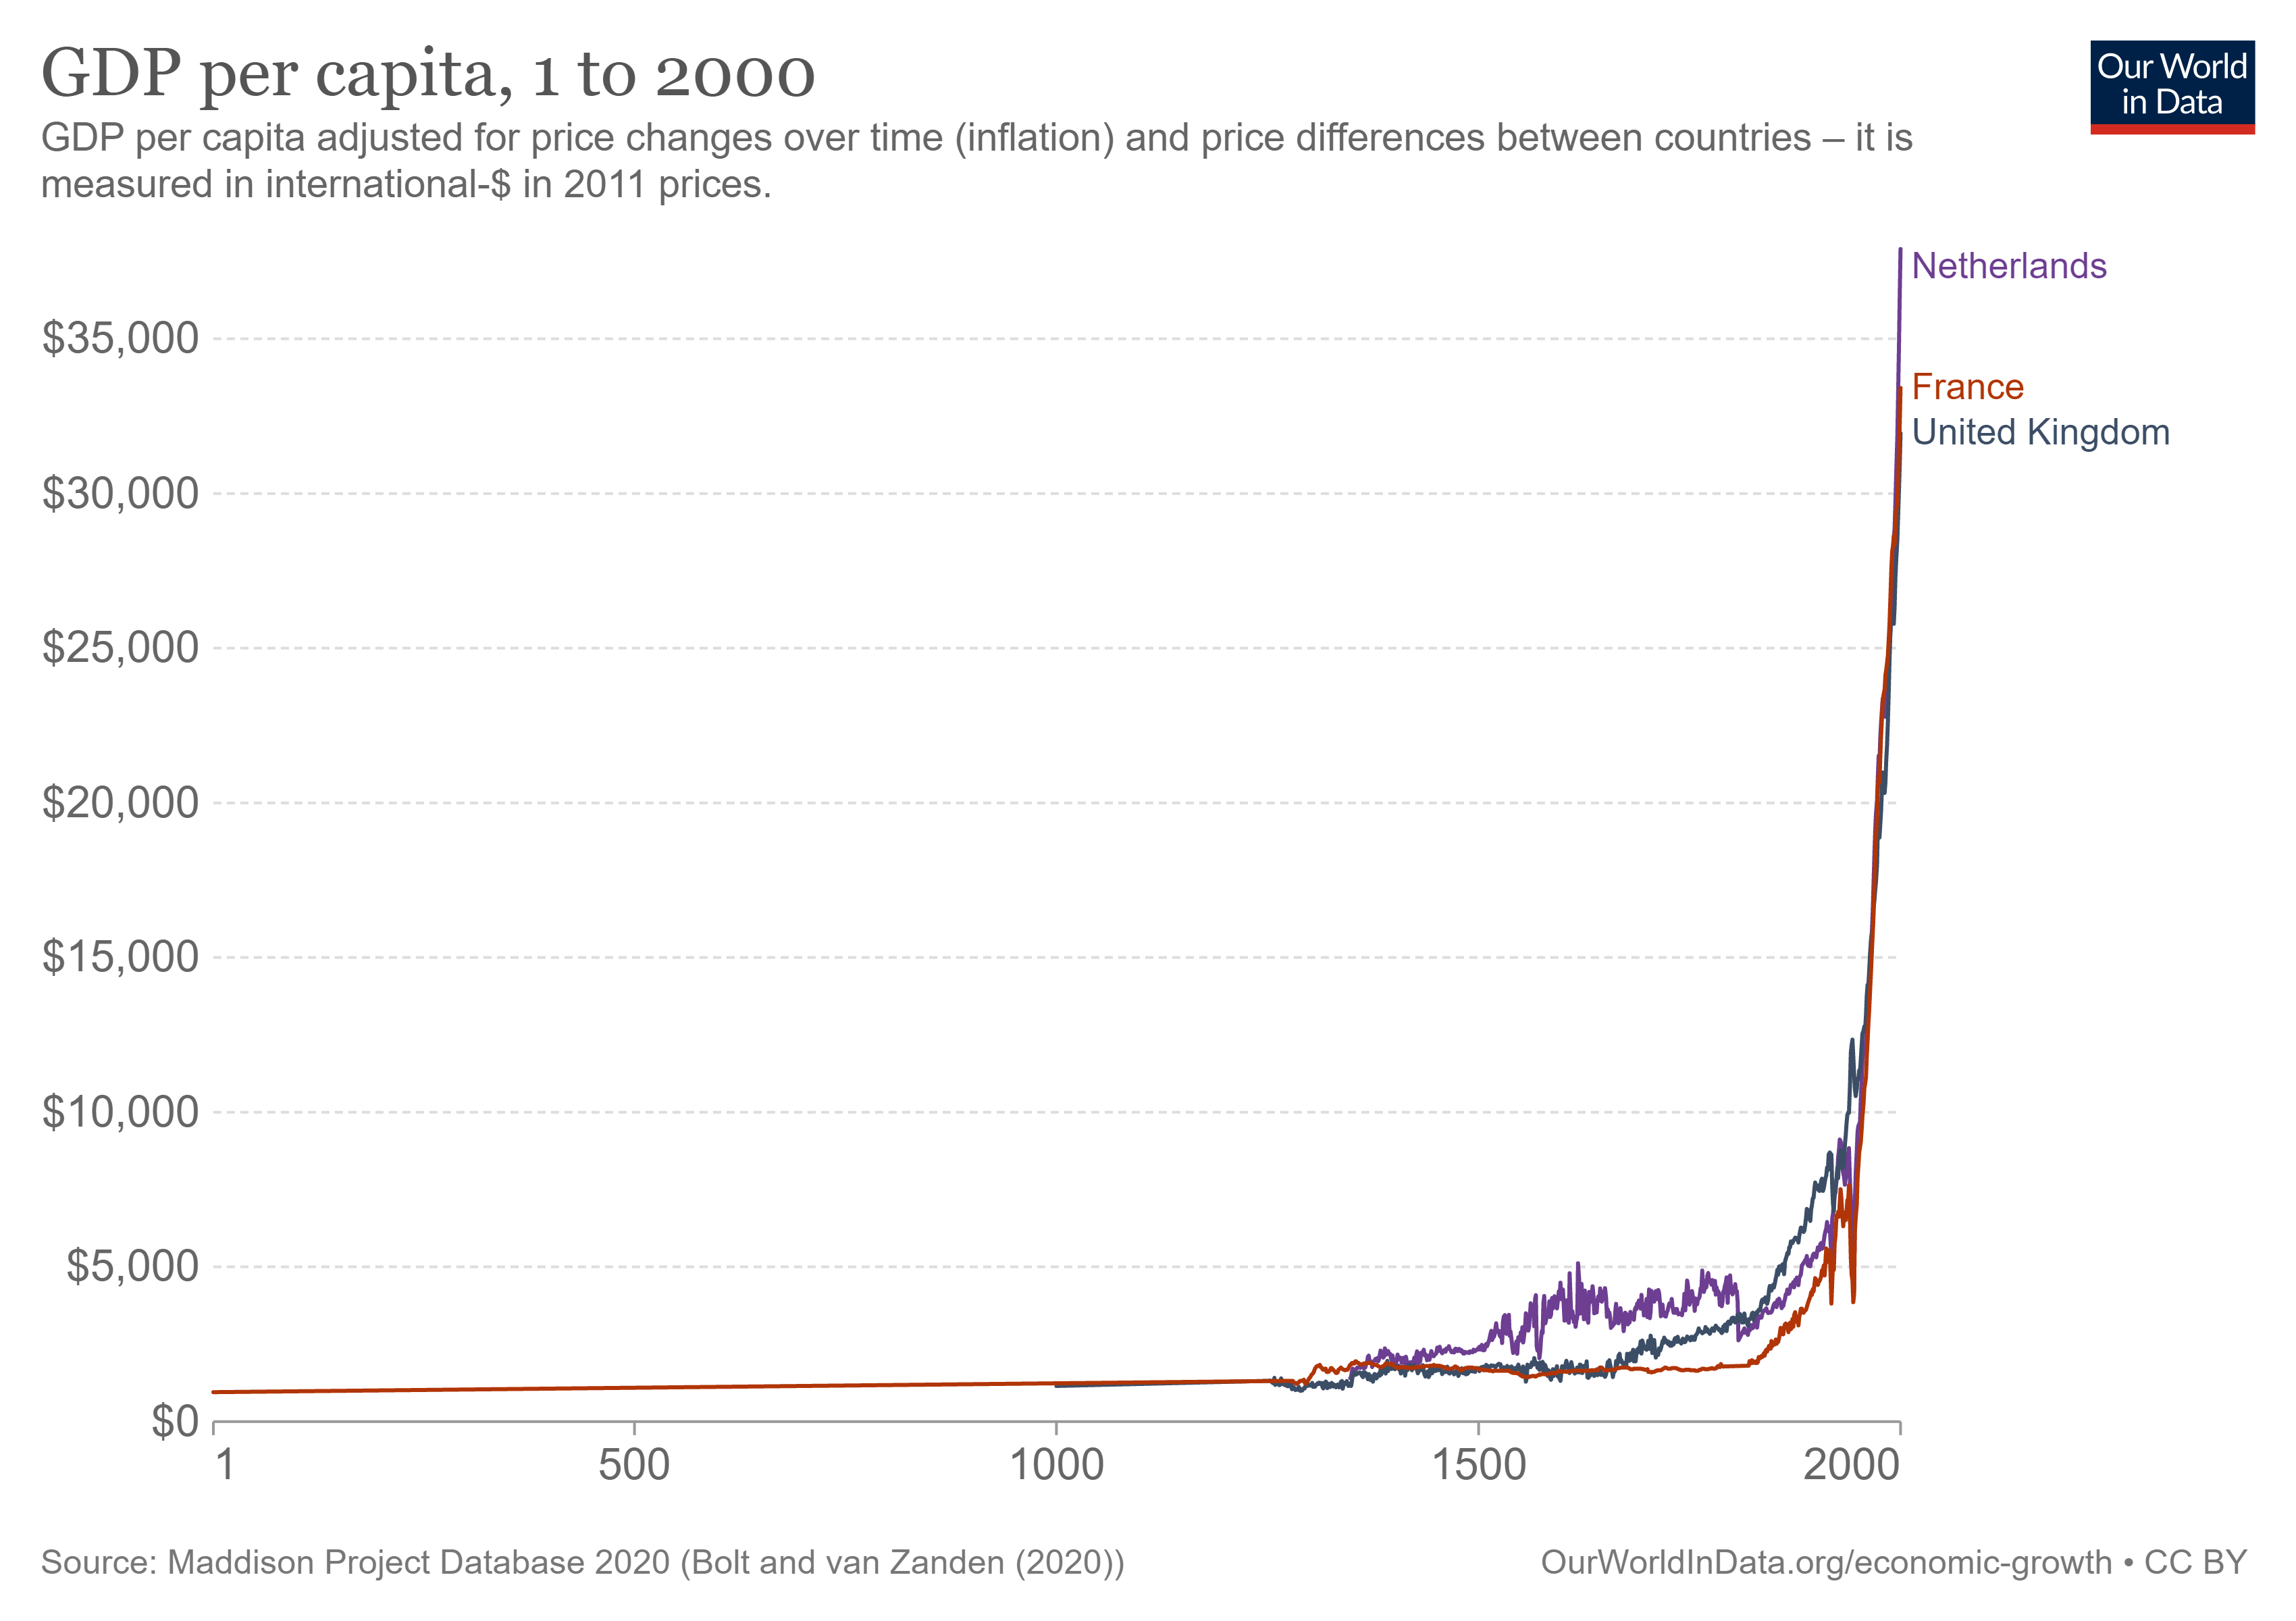 GDP per capita, 1 to 2000
Our World
in Data
GDP per capita adjusted for price changes over time (inflation) and price differences between countries – it is
measured in international-$ in 2011 prices.
Netherlands
$35,000
France
United Kingdom
$30,000
$25,000
$20,000
$15,000
$10,000
$5,000
$0
1 500 1000 1500 2000
Source: Maddison Project Database 2020 (Bolt and van Zanden (2020))
OurWorldInData.org/economic-growth • CC BY